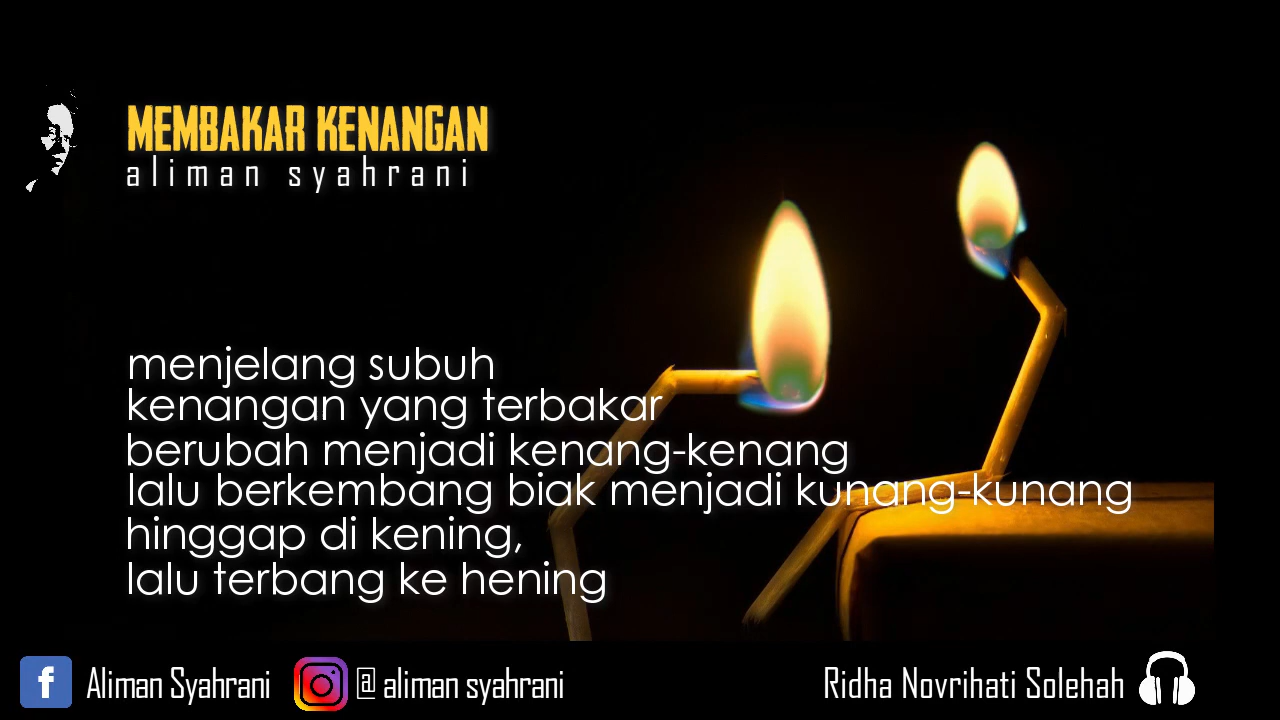 MEMBAKAR KENANGAN
aliman syahrani
menjelang subuh
kenangan yang terbakar
berubah menjadi kenang-kenang
lalu berkembang biak menjadi kunang-kunang
hinggap di kening,
lalu terbang ke hening
f Aliman Syahrani @ aliman syahrani Ridha Novrihati Solehah